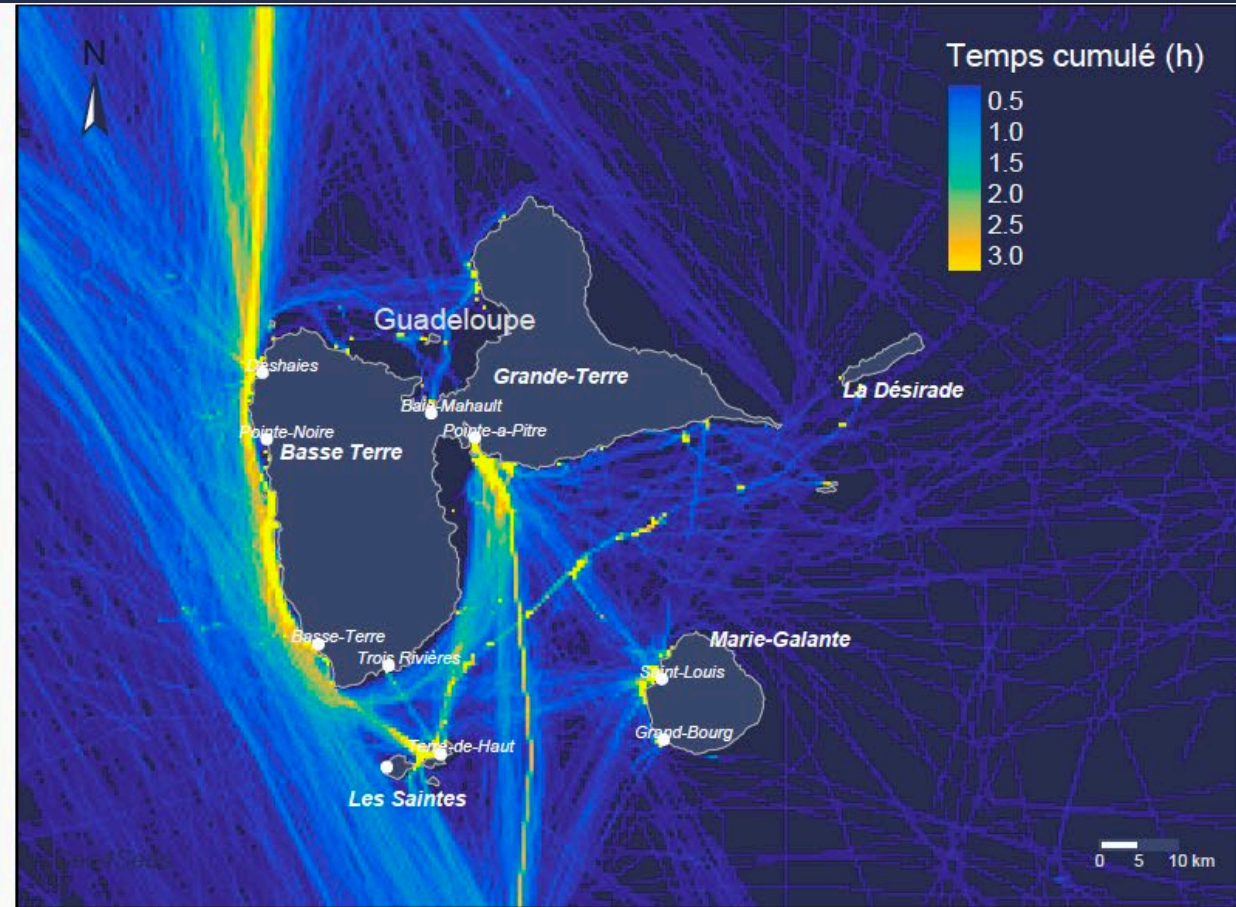 N
Temps cumulé (h)
0.5
1.0
1.5
2.0
2.5
3.0
Guadeloupe
Deshaies
Grande-Terre
La Désirade
Baie-Mahault
Pointe-Noire
Pointe-a-Pitre
Basse Terre
Basse-Terre
Trois Rivières
Marie-Galante
Saint-Louis
Grand-Bourg
Terre-de-Haut
Les Saintes
0 5 10 km